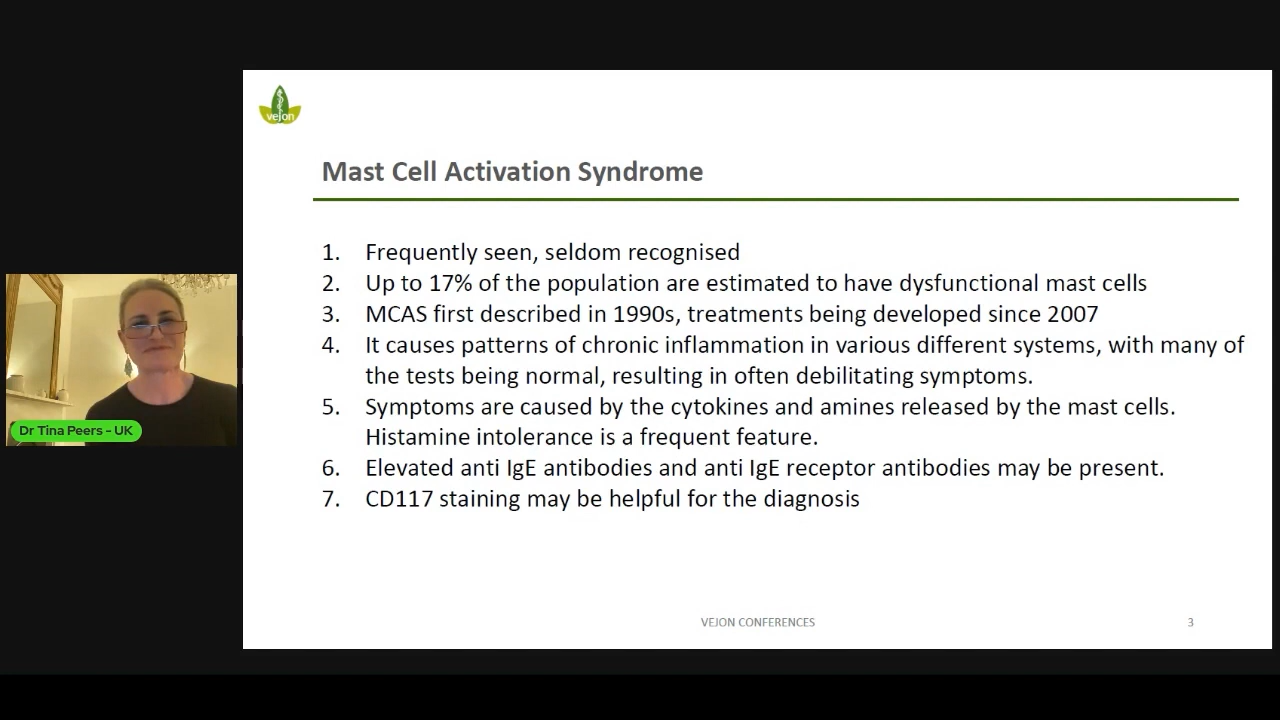 vejon
Mast Cell Activation Syndrome
1. Frequently seen, seldom recognised
2. Up to 17% of the population are estimated to have dysfunctional mast cells
3. MCAS first described in 1990s, treatments being developed since 2007
4. It causes patterns of chronic inflammation in various different systems, with many of
the tests being normal, resulting in often debilitating symptoms.
5. Symptoms are caused by the cytokines and amines released by the mast cells.
Histamine intolerance is a frequent feature.
6. Elevated anti IgE antibodies and anti IgE receptor antibodies may be present.
7. CD117 staining may be helpful for the diagnosis
Dr Tina Peers - UK
VEJON CONFERENCES
3